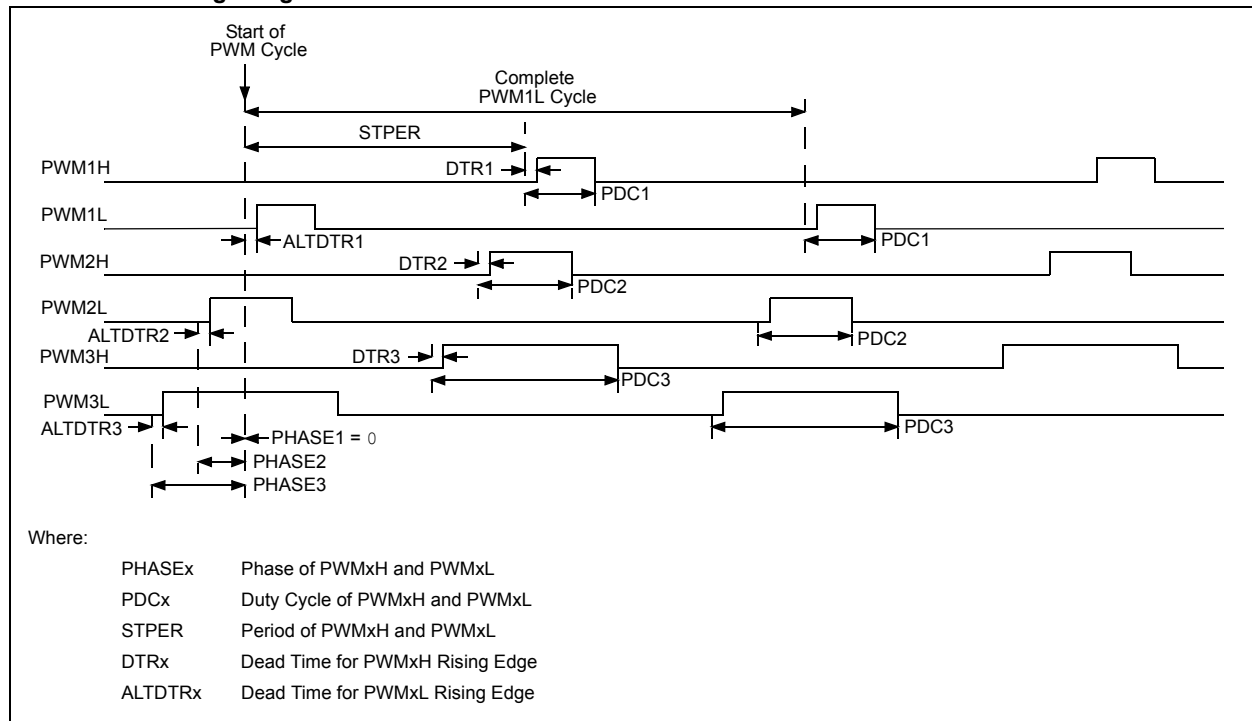 Start of
PWM Cycle
Complete
PWM1L Cycle
STPER
PWM1H
DTR1
PDC1
PWM1L
ALTDTR1
PDC1
PWM2H
DTR2
PDC2
PWM2L
ALTDTR2
PDC2
PWM3H
DTR3
PDC3
PWM3L
ALTDTR3
PDC3
PHASE1 = 0
PHASE2
PHASE3
Where:
PHASEx Phase of PWMxH and PWMxL
PDCx Duty Cycle of PWMxH and PWMxL
STPER Period of PWMxH and PWMxL
DTRx Dead Time for PWMxH Rising Edge
ALTDTRx Dead Time for PWMxL Rising Edge